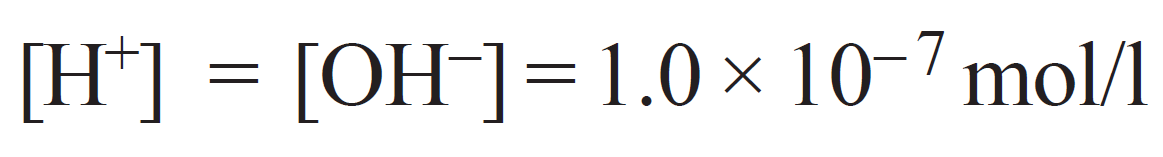 [H⁺] = [OH⁻] = 1.0 × 10⁻⁷ mol/l